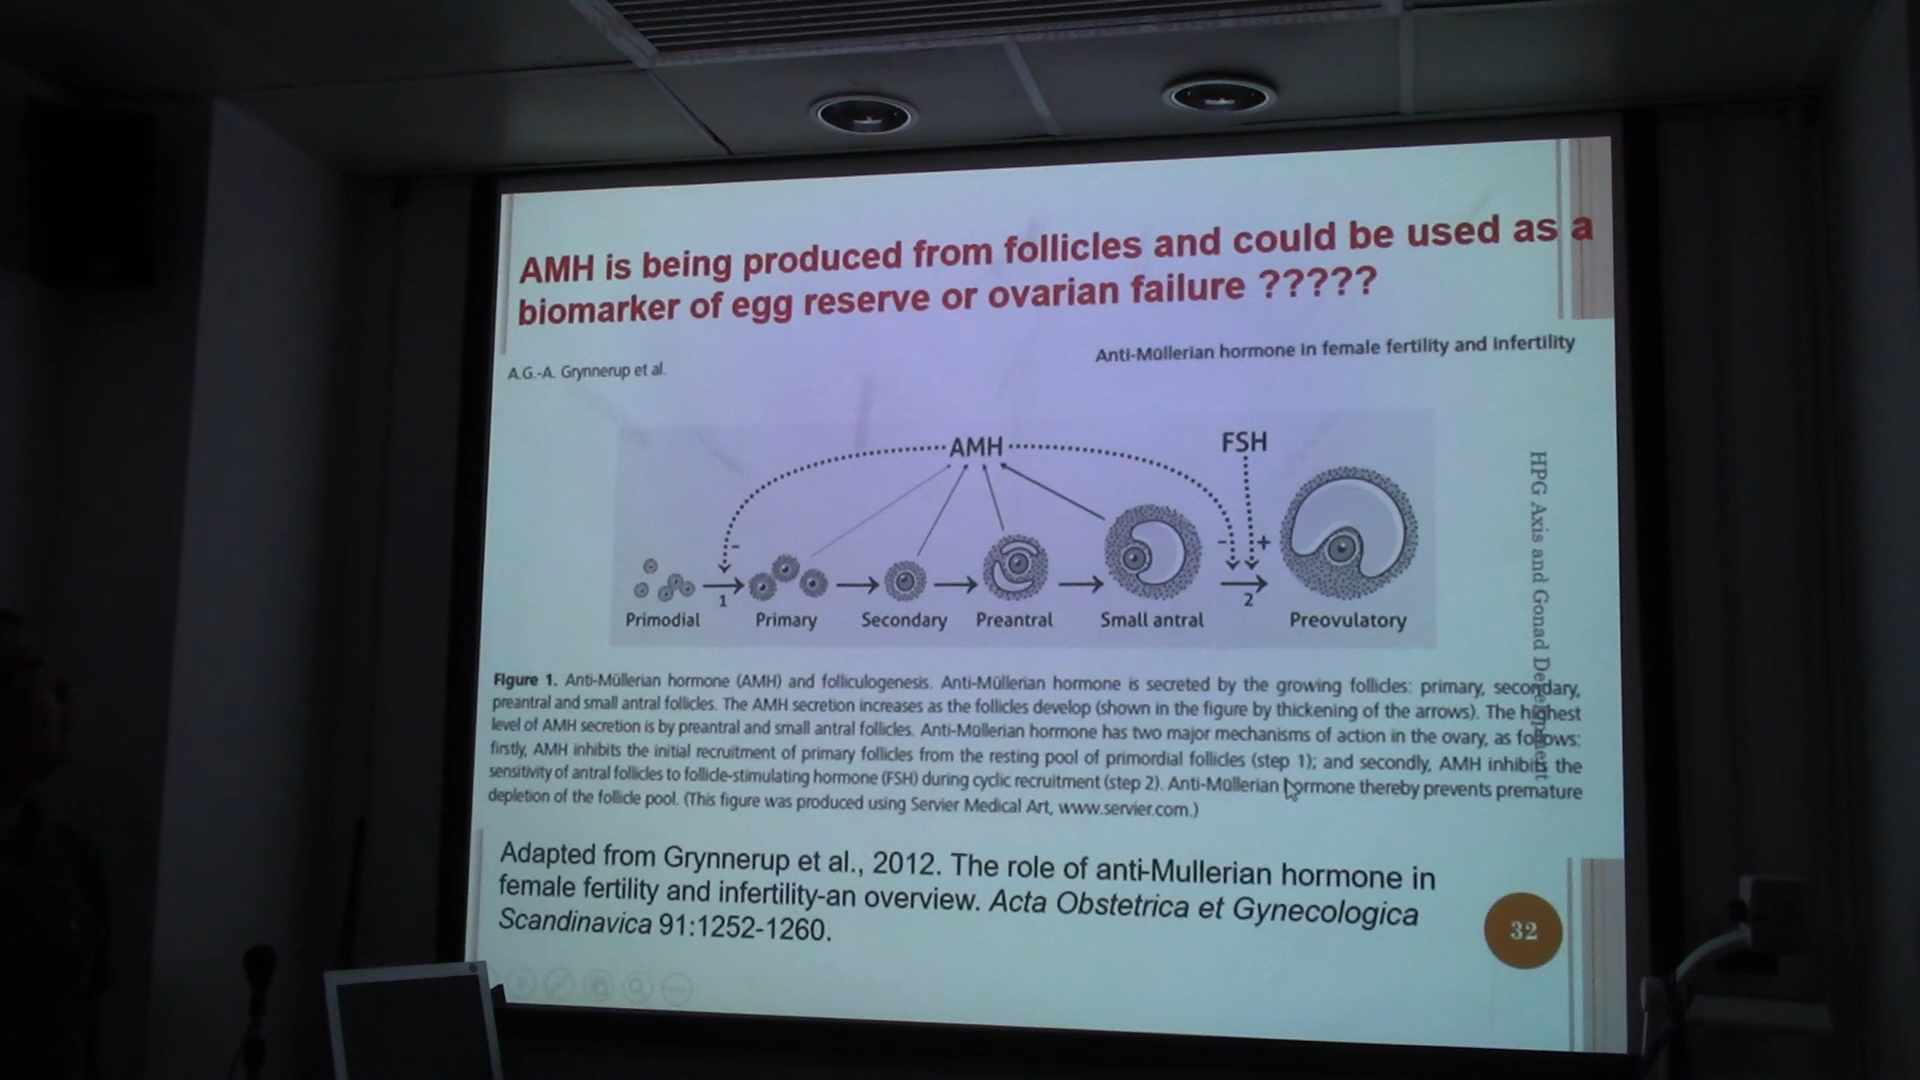 AMH is being produced from follicles and could be used as a
biomarker of egg reserve or ovarian failure ?????
A.G.-A. Grynnerup et al.
Anti-Müllerian hormone in female fertility and infertility
AMH
FSH
-
-
+
1
2
Primodial
Primary
Secondary
Preantral
Small antral
Preovulatory
HPG Axis and Gonad Development
Figure 1. Anti-Müllerian hormone (AMH) and folliculogenesis. Anti-Müllerian hormone is secreted by the growing follicles: primary, secondary,
preantral and small antral follicles. The AMH secretion increases as the follicles develop (shown in the figure by thickening of the arrows). The highest
level of AMH secretion is by preantral and small antral follicles. Anti-Müllerian hormone has two major mechanisms of action in the ovary, as follows:
firstly, AMH inhibits the initial recruitment of primary follicles from the resting pool of primordial follicles (step 1); and secondly, AMH inhibits the
sensitivity of antral follicles to follicle-stimulating hormone (FSH) during cyclic recruitment (step 2). Anti-Müllerian hormone thereby prevents premature
depletion of the follicle pool. (This figure was produced using Servier Medical Art, www.servier.com.)
Adapted from Grynnerup et al., 2012. The role of anti-Mullerian hormone in
female fertility and infertility-an overview. Acta Obstetrica et Gynecologica
Scandinavica 91:1252-1260.
32